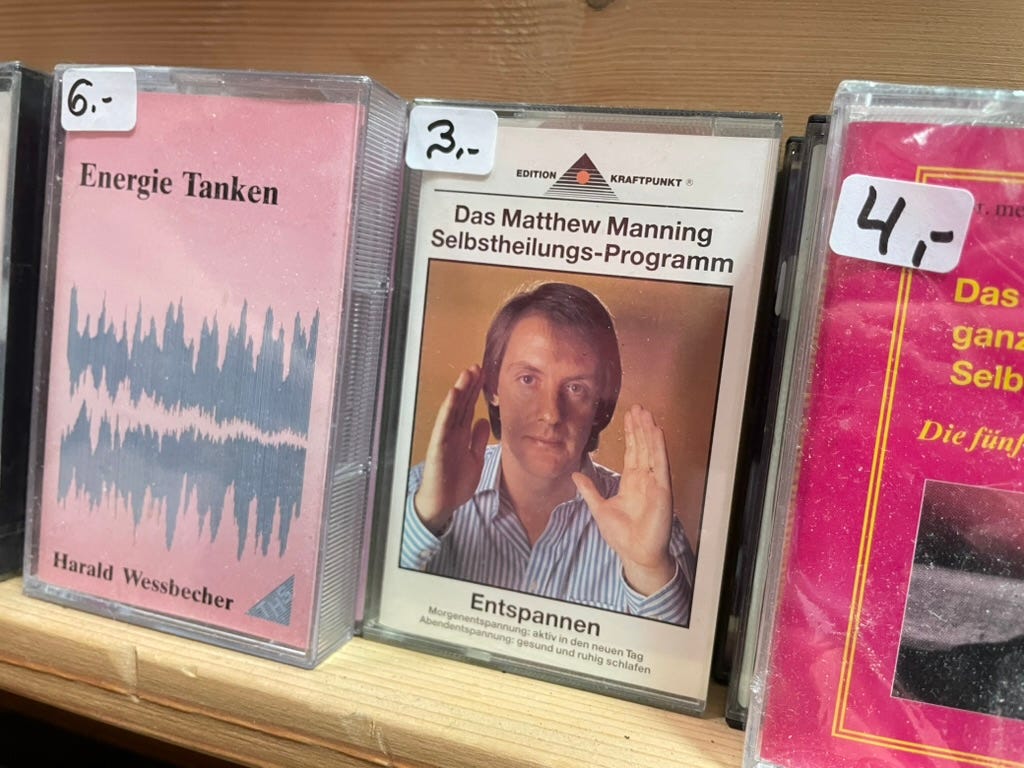 6.-
Energie Tanken
Harald Wessbecher
3,-
EDITION KRAFTPUNKT ®
Das Matthew Manning
Selbstheilungs-Programm
Entspannen
Morgenentspannung: aktiv in den neuen Tag
Abendentspannung: gesund und ruhig schlafen
4,-
Das
ganz
Selb
Die fünf